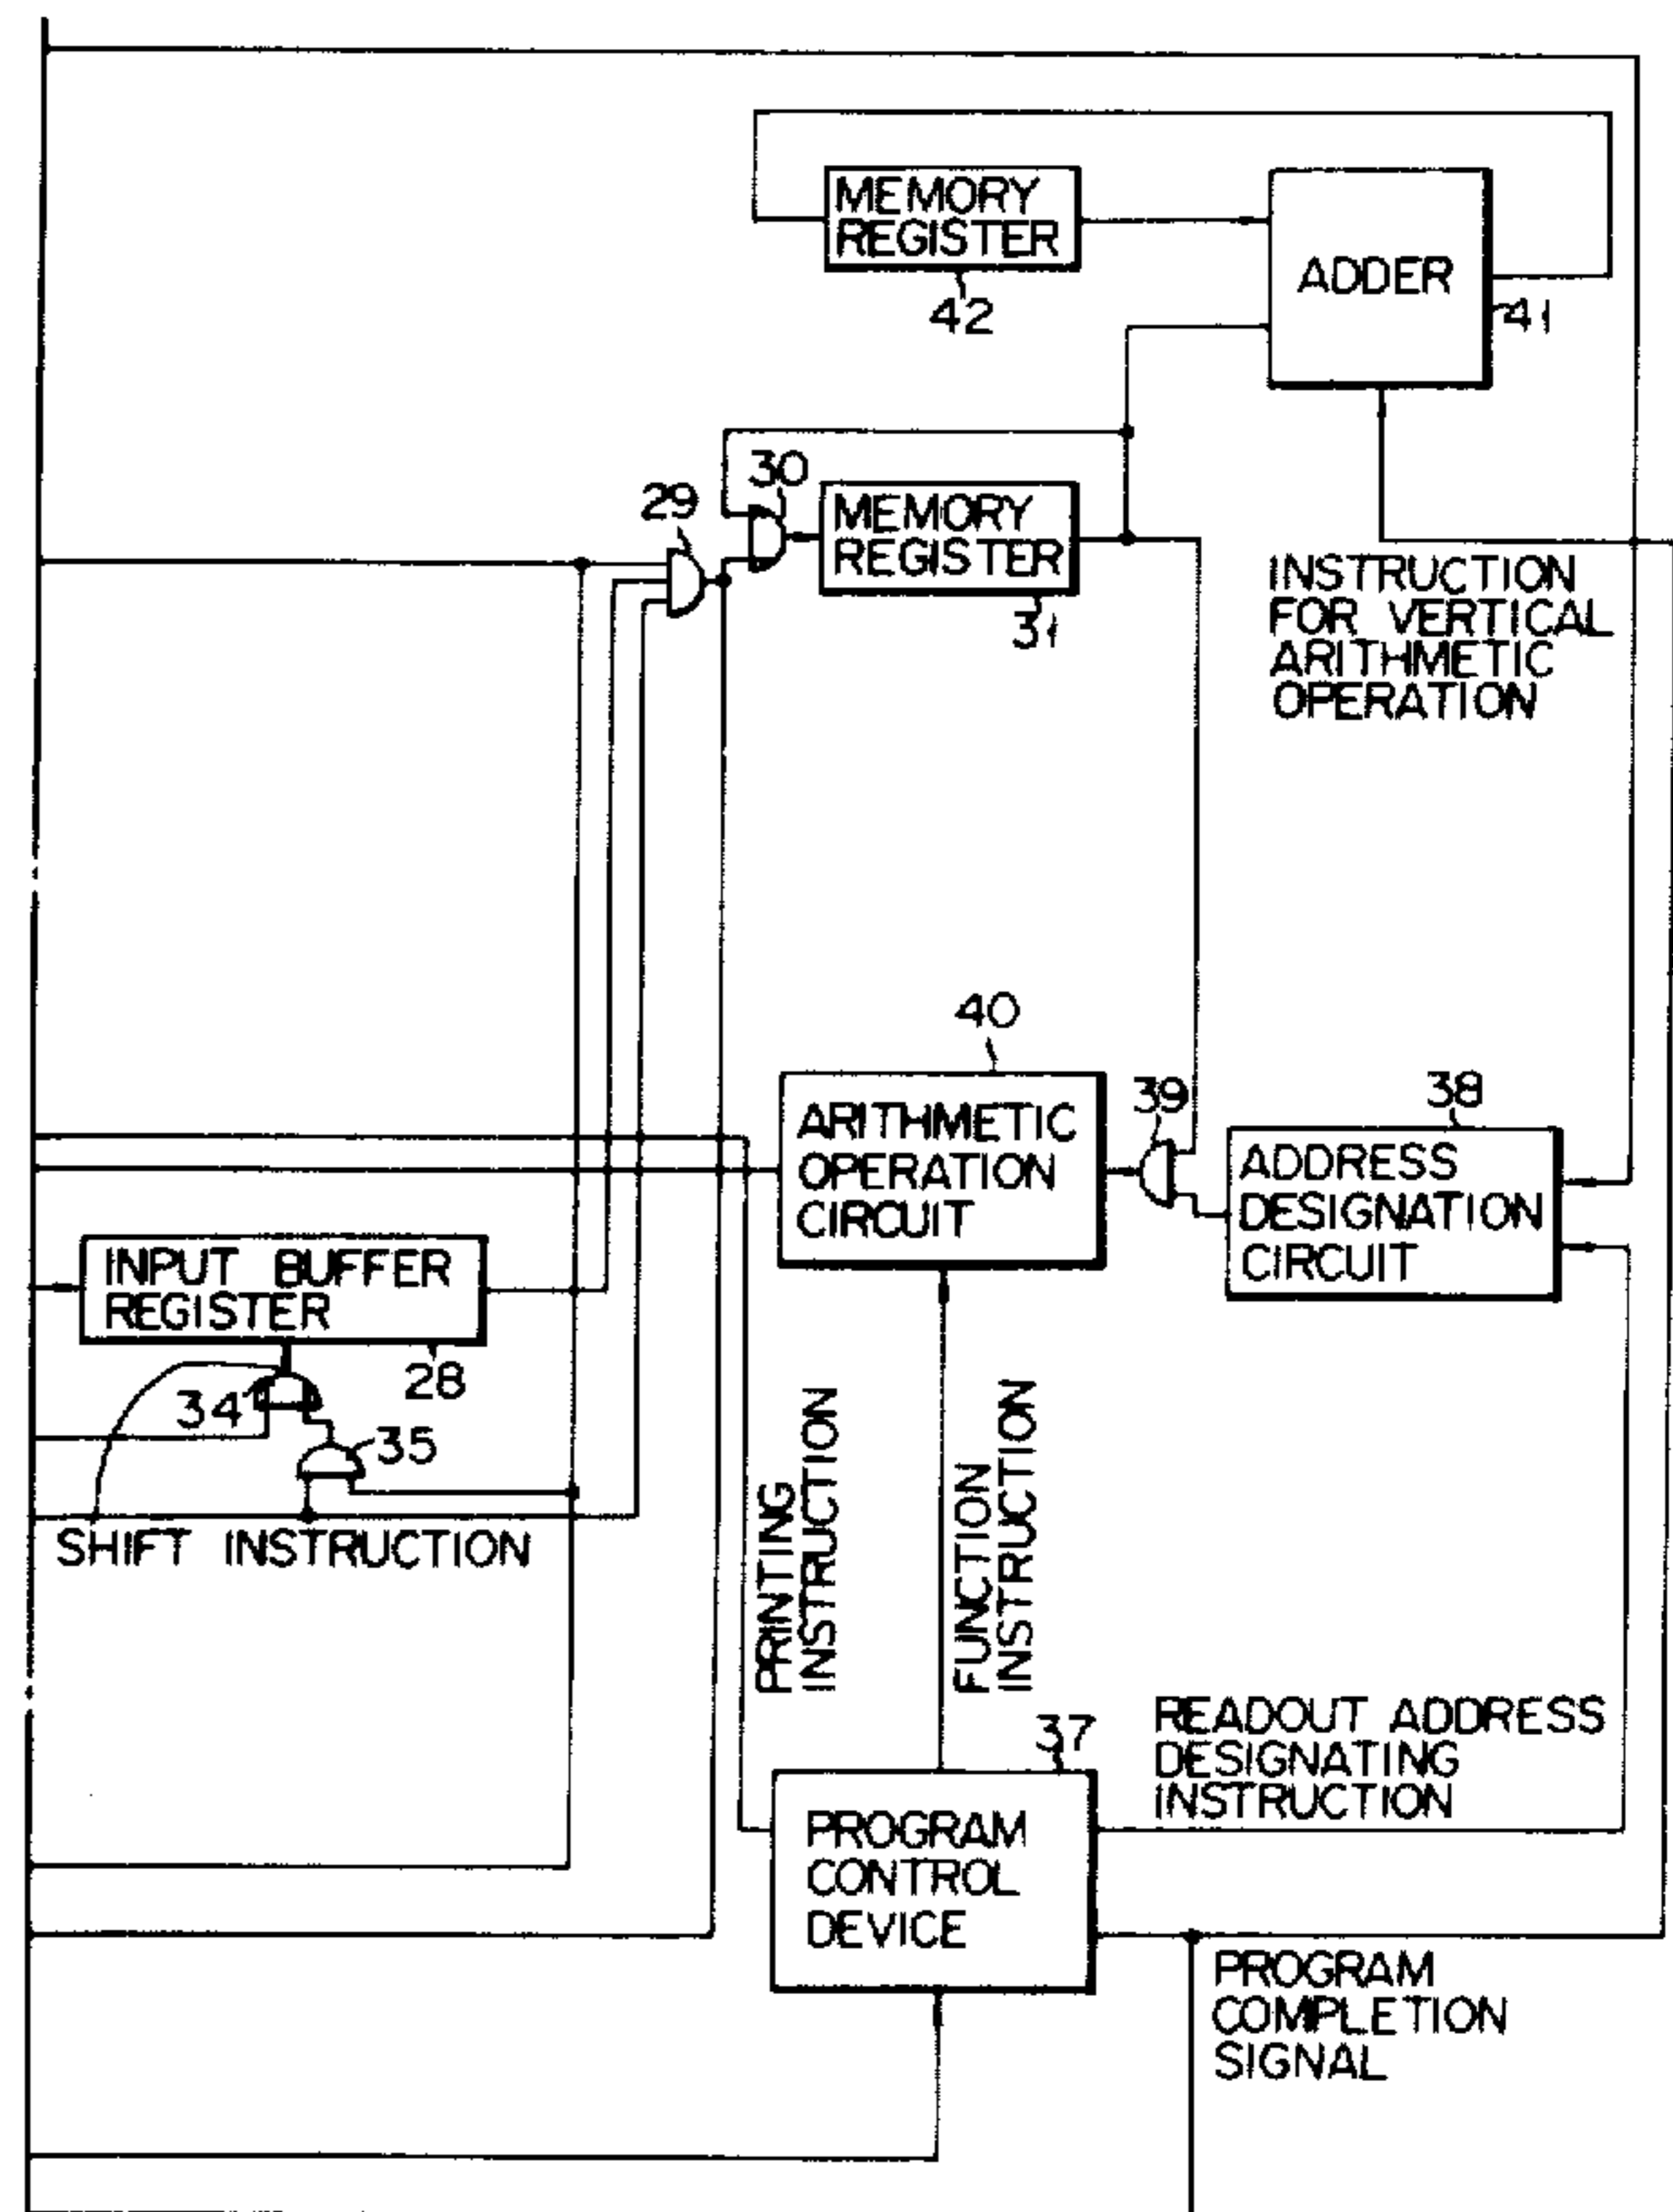 MEMORY
REGISTER
42
ADDER
41
29
30
MEMORY
REGISTER
31
INSTRUCTION
FOR VERTICAL
ARITHMETIC
OPERATION
40
ARITHMETIC
OPERATION
CIRCUIT
39
38
ADDRESS
DESIGNATION
CIRCUIT
INPUT BUFFER
REGISTER
28
34
35
SHIFT INSTRUCTION
PRINTING
INSTRUCTION
FUNCTION
INSTRUCTION
37
READOUT ADDRESS
DESIGNATING
INSTRUCTION
PROGRAM
CONTROL
DEVICE
PROGRAM
COMPLETION
SIGNAL